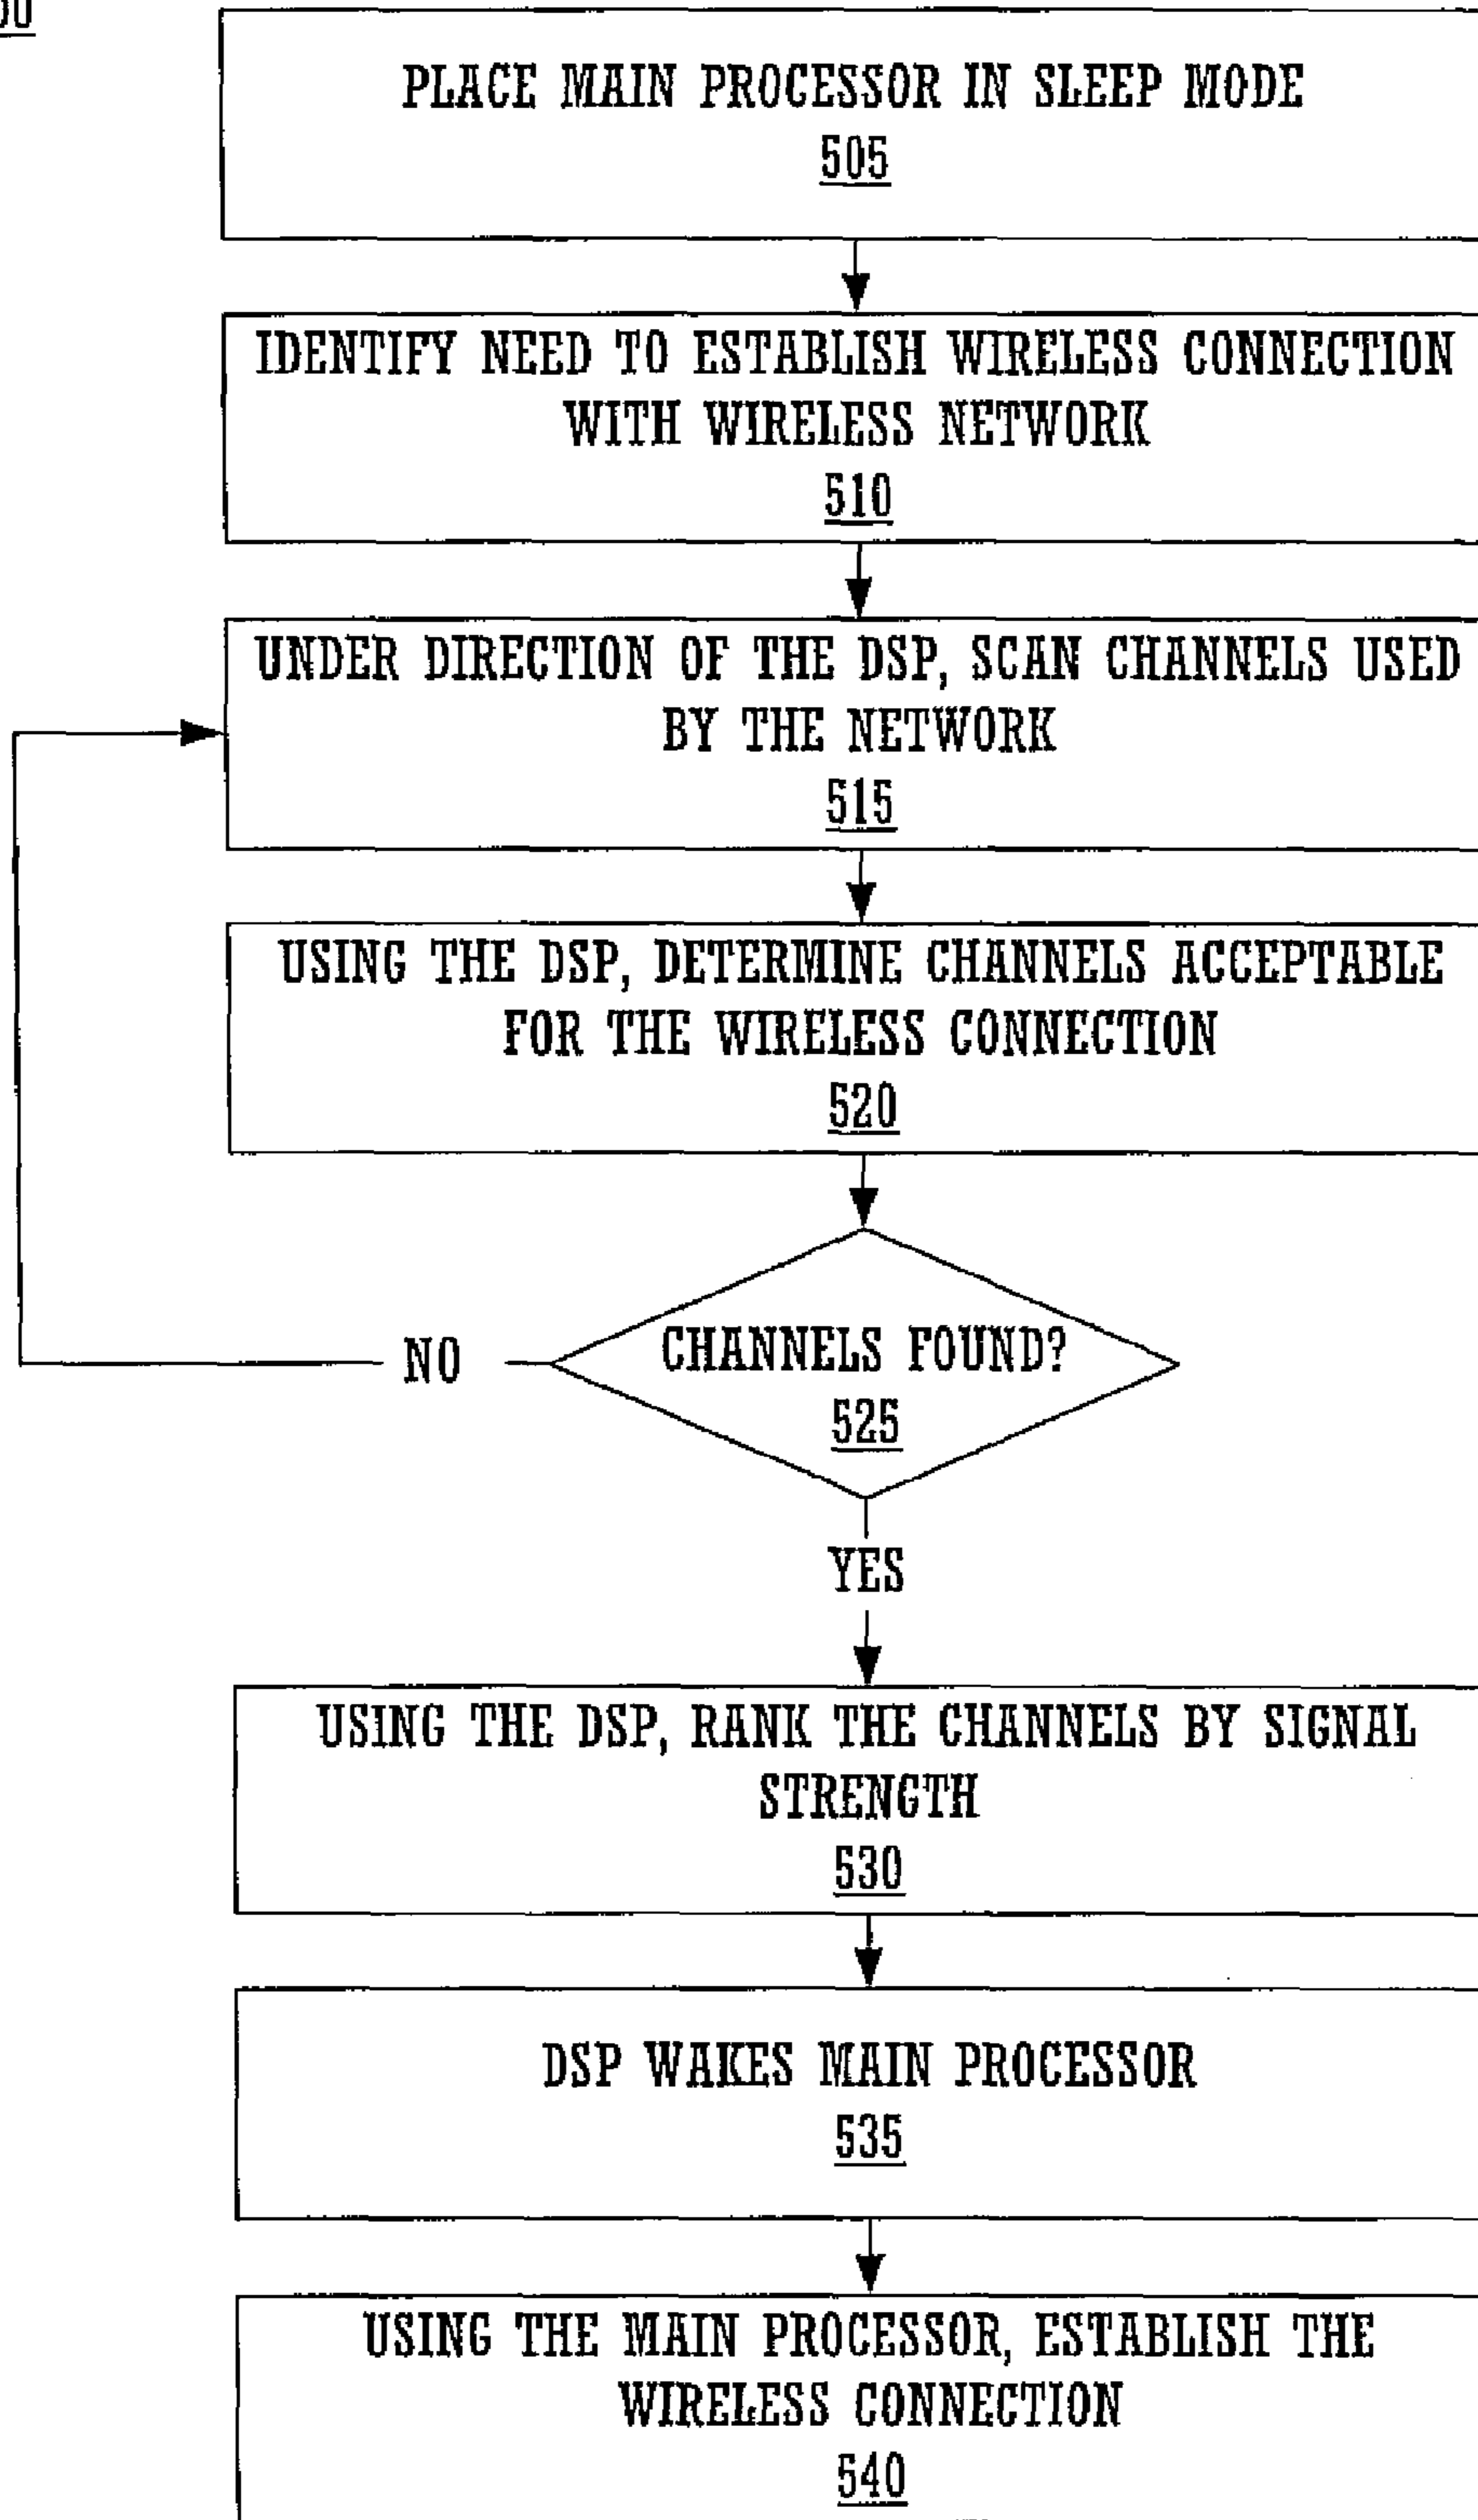 PLACE MAIN PROCESSOR IN SLEEP MODE
505
IDENTIFY NEED TO ESTABLISH WIRELESS CONNECTION
WITH WIRELESS NETWORK
510
UNDER DIRECTION OF THE DSP, SCAN CHANNELS USED
BY THE NETWORK
515
USING THE DSP, DETERMINE CHANNELS ACCEPTABLE
FOR THE WIRELESS CONNECTION
520
CHANNELS FOUND?
525
NO
YES
USING THE DSP, RANK THE CHANNELS BY SIGNAL
STRENGTH
530
DSP WAKES MAIN PROCESSOR
535
USING THE MAIN PROCESSOR, ESTABLISH THE
WIRELESS CONNECTION
540